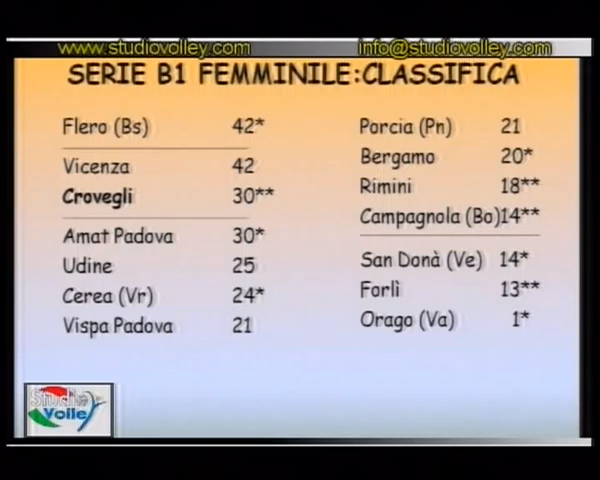 www.studiovolley.com info@studiovolley.com
SERIE B1 FEMMINILE:CLASSIFICA
Flero (Bs) 42*
Vicenza 42
Crovegli 30**
Amat Padova 30*
Udine 25
Cerea (Vr) 24*
Vispa Padova 21
Porcia (Pn) 21
Bergamo 20*
Rimini 18**
Campagnola (Bo)14**
San Donà (Ve) 14*
Forlì 13**
Orago (Va) 1*
Studio
Volley